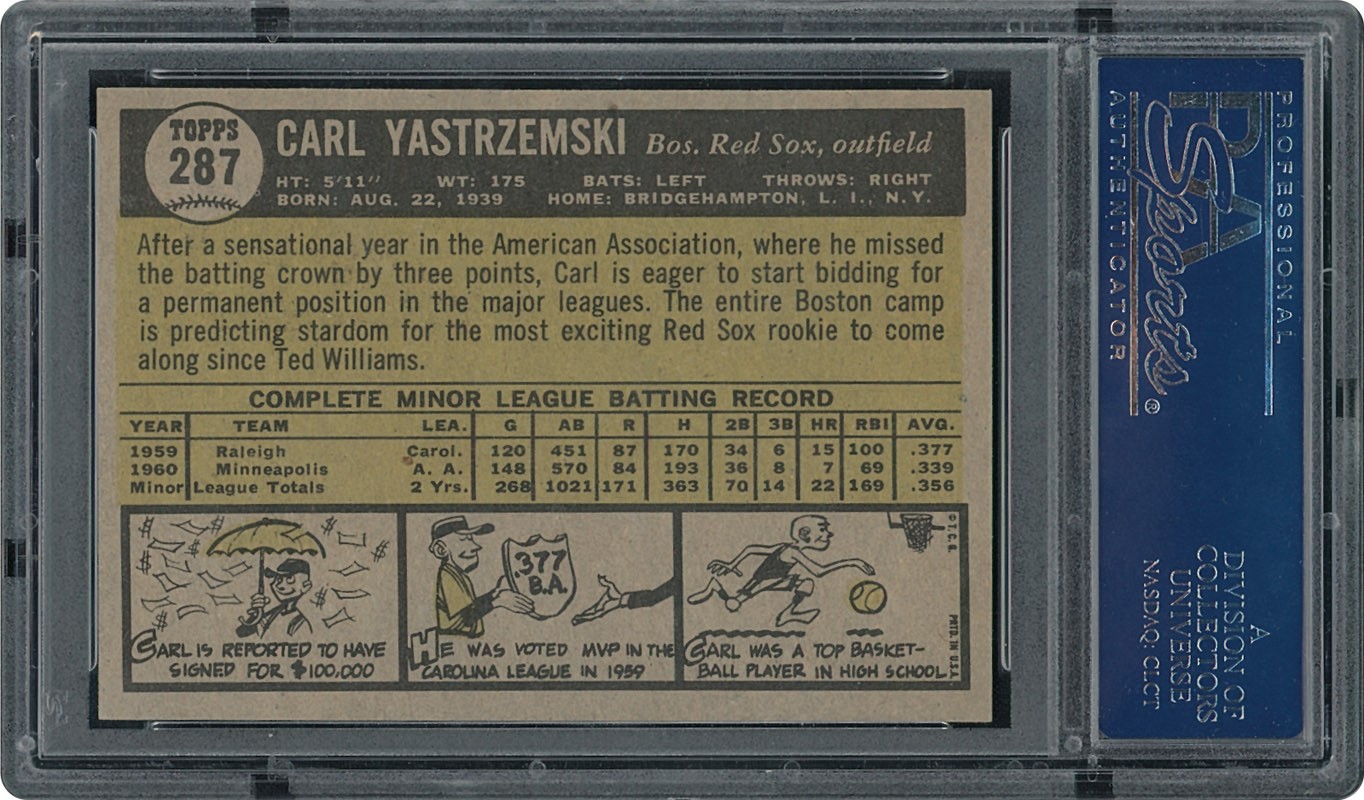 TOPPS
287
CARL YASTRZEMSKI Bos. Red Sox, outfield
HT: 5'11" WT: 175 BATS: LEFT THROWS: RIGHT
BORN: AUG. 22, 1939 HOME: BRIDGEHAMPTON, L. I., N. Y.
After a sensational year in the American Association, where he missed
the batting crown by three points, Carl is eager to start bidding for
a permanent position in the major leagues. The entire Boston camp
is predicting stardom for the most exciting Red Sox rookie to come
along since Ted Williams.
COMPLETE MINOR LEAGUE BATTING RECORD
YEAR TEAM LEA. G AB R H 2B 3B HR RBI AVG.
1959 Raleigh Carol. 120 451 87 170 34 6 15 100 .377
1960 Minneapolis A. A. 148 570 84 193 36 8 7 69 .339
Minor League Totals 2 Yrs. 268 1021 171 363 70 14 22 169 .356
$ $ $ $ $ $
CARL IS REPORTED TO HAVE
SIGNED FOR $100,000
.377
B.A.
HE WAS VOTED MVP IN THE
CAROLINA LEAGUE IN 1959
CARL WAS A TOP BASKET-
BALL PLAYER IN HIGH SCHOOL
© T. C. G.
PRTD. IN U.S.A.
PROFESSIONAL
PSA
Sports®
AUTHENTICATOR
A
DIVISION OF
COLLECTORS
UNIVERSE
NASDAQ: CLCT